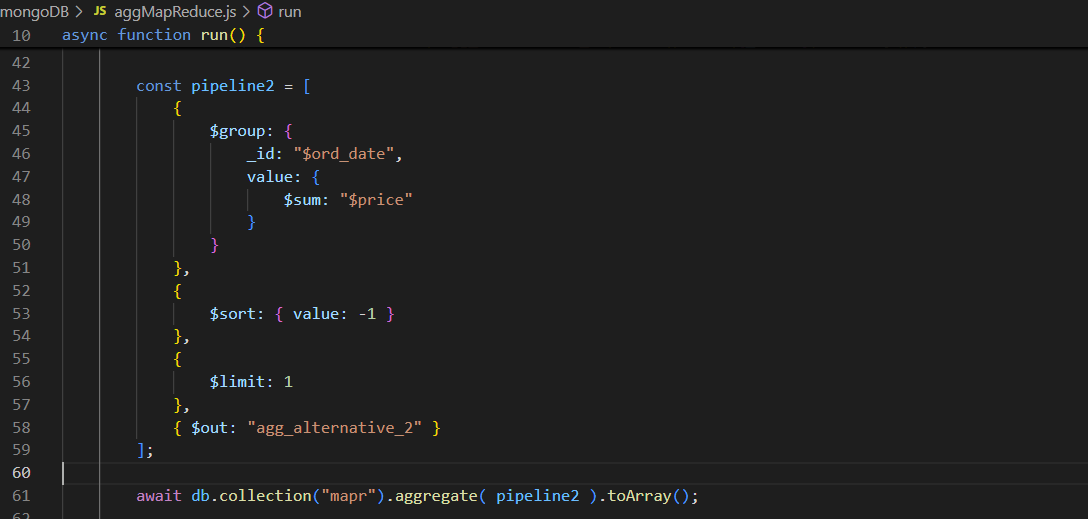 mongoDB > JS aggMapReduce.js > run
10 async function run() {
42
43 const pipeline2 = [
44 {
45 $group: {
46 _id: "$ord_date",
47 value: {
48 $sum: "$price"
49 }
50 }
51 },
52 {
53 $sort: { value: -1 }
54 },
55 {
56 $limit: 1
57 },
58 { $out: "agg_alternative_2" }
59 ];
60
61 await db.collection("mapr").aggregate( pipeline2 ).toArray();
62